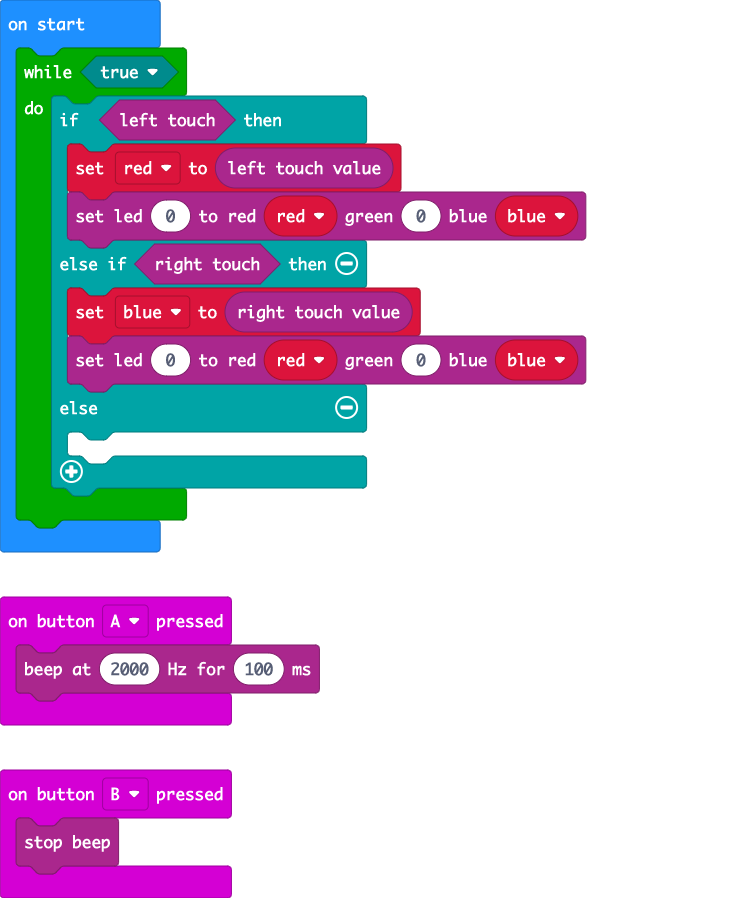 on start
while true
do
if left touch then
set red to left touch value
set led 0 to red red green 0 blue blue
else if right touch then
set blue to right touch value
set led 0 to red red green 0 blue blue
else
on button A pressed
beep at 2000 Hz for 100 ms
on button B pressed
stop beep